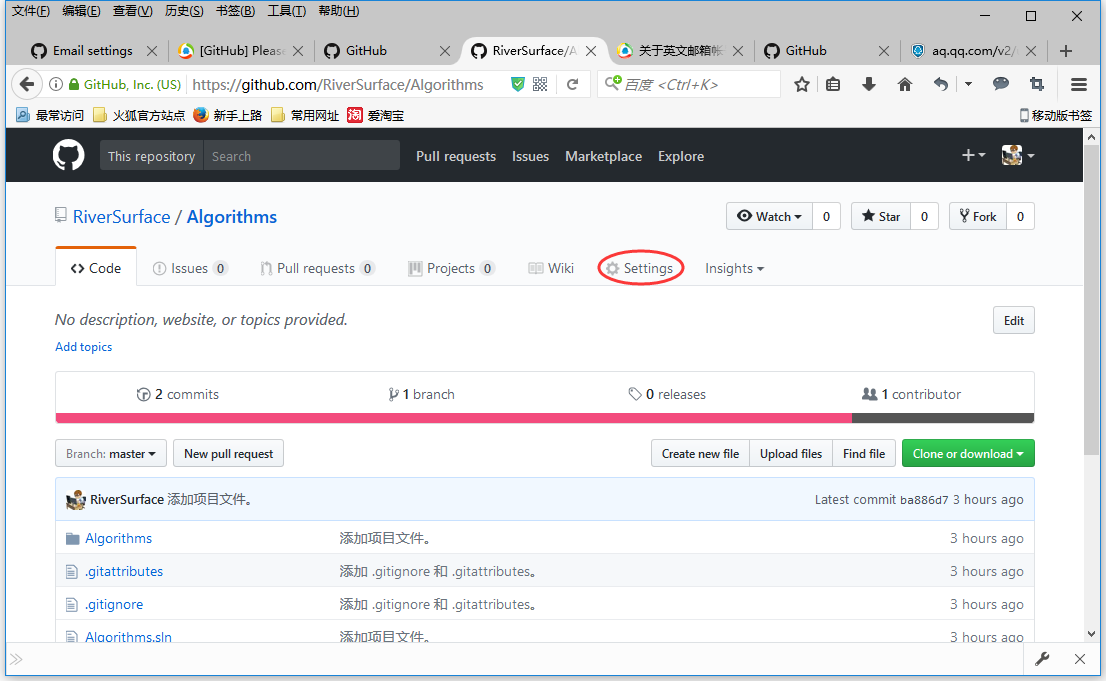 文件(F) 编辑(E) 查看(V) 历史(S) 书签(B) 工具(T) 帮助(H)
Email settings [GitHub] Please GitHub RiverSurface/A 关于英文邮箱帐 GitHub aq.qq.com/v2/
GitHub, Inc. (US) https://github.com/RiverSurface/Algorithms 百度 <Ctrl+K>
最常访问 火狐官方站点 新手上路 常用网址 淘 爱淘宝 移动版书签
This repository Search Pull requests Issues Marketplace Explore
RiverSurface / Algorithms Watch 0 Star 0 Fork 0
Code Issues 0 Pull requests 0 Projects 0 Wiki Settings Insights
No description, website, or topics provided. Edit
Add topics
2 commits 1 branch 0 releases 1 contributor
Branch: master New pull request Create new file Upload files Find file Clone or download
RiverSurface 添加项目文件。 Latest commit ba886d7 3 hours ago
Algorithms 添加项目文件。 3 hours ago
.gitattributes 添加 .gitignore 和 .gitattributes。 3 hours ago
.gitignore 添加 .gitignore 和 .gitattributes。 3 hours ago
Algorithms.sln 添加项目文件。 3 hours ago